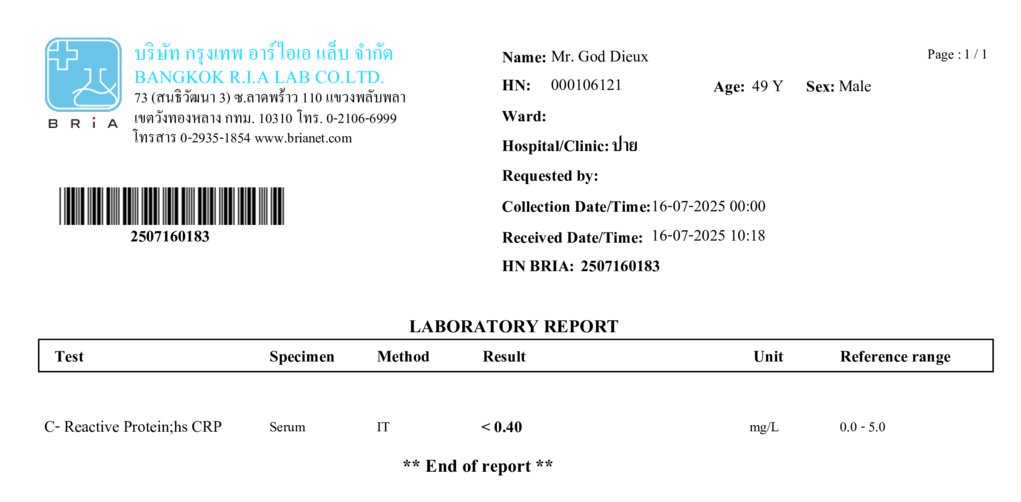 บริษัท กรุงเทพ อาร์ไอเอ แล็บ จำกัด
BANGKOK R.I.A LAB CO.LTD.
73 (สนธิวัฒนา 3) ซ.ลาดพร้าว 110 แขวงพลับพลา
เขตวังทองหลาง กทม. 10310 โทร. 0-2106-6999
โทรสาร 0-2935-1854 www.brianet.com
BRiA
2507160183
Name: Mr. God Dieux
Page : 1 / 1
HN: 000106121 Age: 49 Y Sex: Male
Ward:
Hospital/Clinic: ปาย
Requested by:
Collection Date/Time:16-07-2025 00:00
Received Date/Time: 16-07-2025 10:18
HN BRIA: 2507160183
LABORATORY REPORT
Test Specimen Method Result Unit Reference range
C- Reactive Protein;hs CRP Serum IT < 0.40 mg/L 0.0 - 5.0
** End of report **